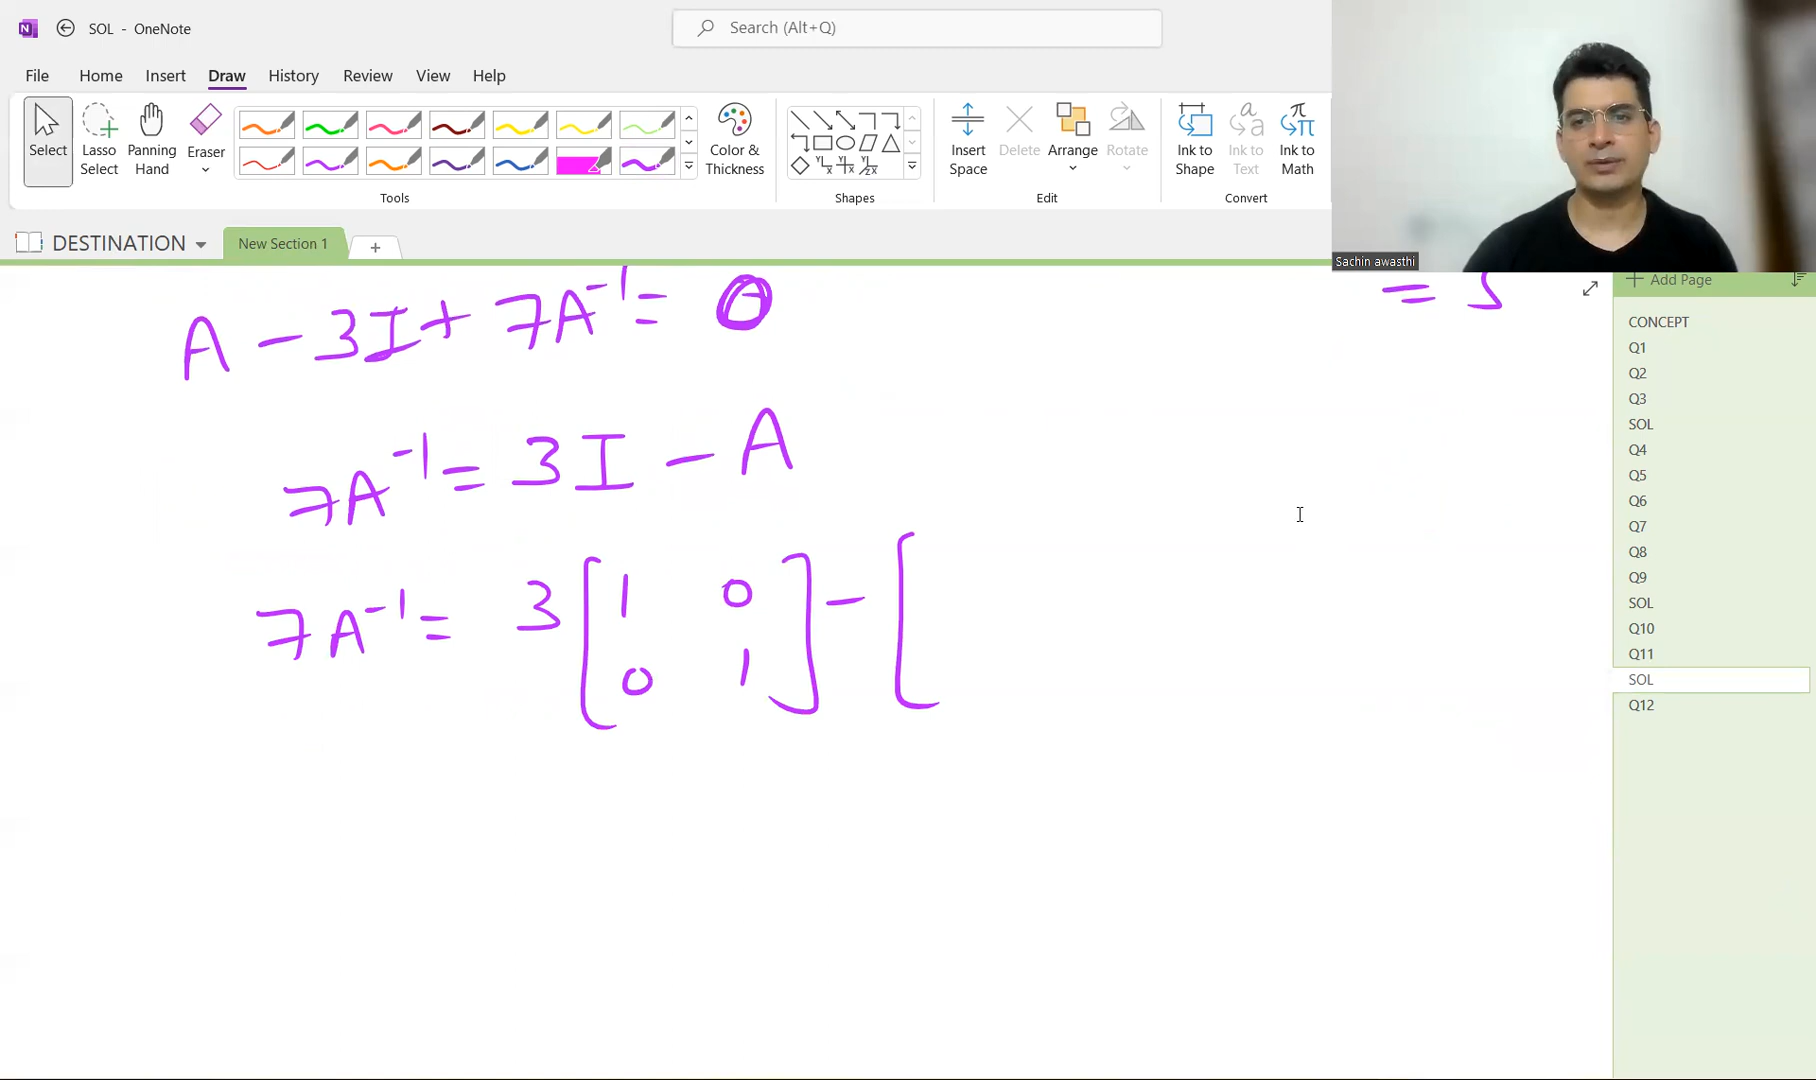 SOL - OneNote
Search (Alt+Q)
File Home Insert Draw History Review View Help
Select
Lasso Select
Panning Hand
Eraser
Color & Thickness
Insert Space
Delete
Arrange
Rotate
Ink to Shape
Ink to Text
Ink to Math
Tools
Shapes
Edit
Convert
Sachin awasthi
DESTINATION
New Section 1
+
Add Page
A - 3I + 7A⁻¹ = O
7A⁻¹ = 3I - A
7A⁻¹ = 3 [ 1 0
0 1 ] - [
CONCEPT
Q1
Q2
Q3
SOL
Q4
Q5
Q6
Q7
Q8
Q9
SOL
Q10
Q11
SOL
Q12